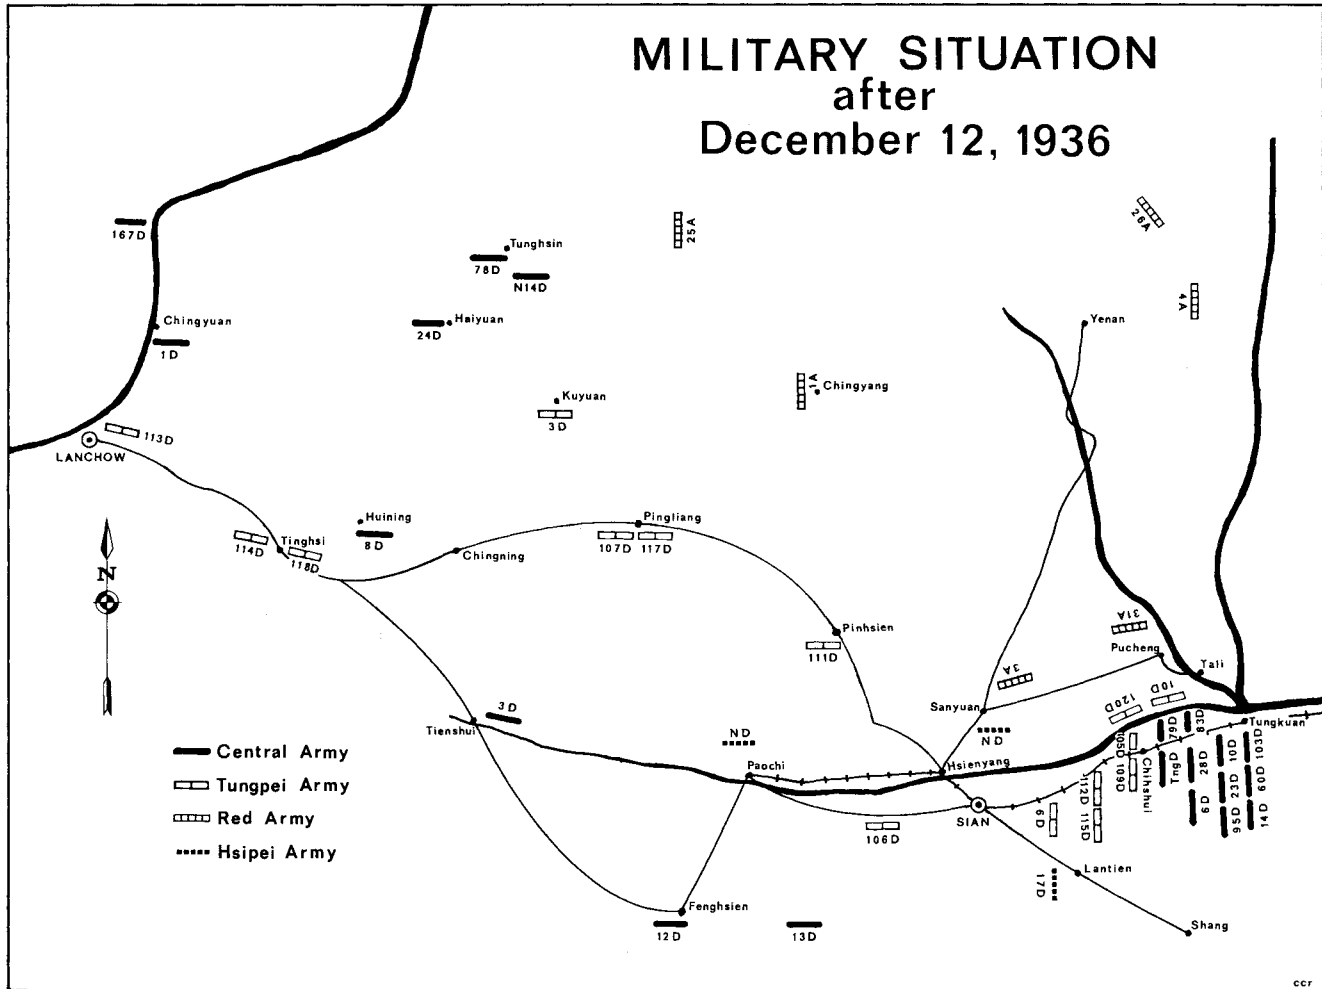 MILITARY SITUATION
after
December 12, 1936
167D
Tunghsin
78D
N14D
25A
26A
Chingyuan
1D
24D
Haiyuan
4A
Yenan
Kuyuan
3D
1A
Chingyang
113D
LANCHOW
N
114D
Tinghsi
118D
Huining
8D
Chingning
Pingliang
107D
117D
Pinhsien
111D
31A
Pucheng
Tali
3A
Sanyuan
ND
10D
120D
Tienshui
3D
ND
Paochi
Hsienyang
SIAN
106D
105D
109D
Chihshui
112D
115D
6D
79D
TngD
83D
28D
6D
10D
23D
95D
103D
60D
14D
Tungkuan
17D
Lantien
Shang
Fenghsien
12D
13D
Central Army
Tungpei Army
Red Army
Hsipei Army
ccr